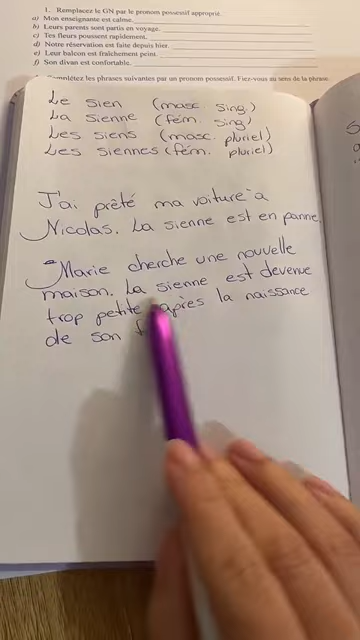 1. Remplacez le GN par le pronom possessif approprié.
a) Mon enseignante est calme.
b) Leurs parents sont partis en voyage.
c) Tes fleurs poussent rapidement.
d) Notre réservation est faite depuis hier.
e) Leur balcon est fraîchement peint.
f) Son divan est confortable.
les phrases suivantes par un pronom possessif. Fiez-vous au sens de la phrase.
Le sien (masc. sing.)
La sienne (fém. sing.)
Les siens (masc. pluriel)
Les siennes (fém. pluriel)
J'ai prêté ma voiture à
Nicolas. La sienne est en panne.
Marie cherche une nouvelle
maison. La sienne est devenue
trop petite après la naissance
de son